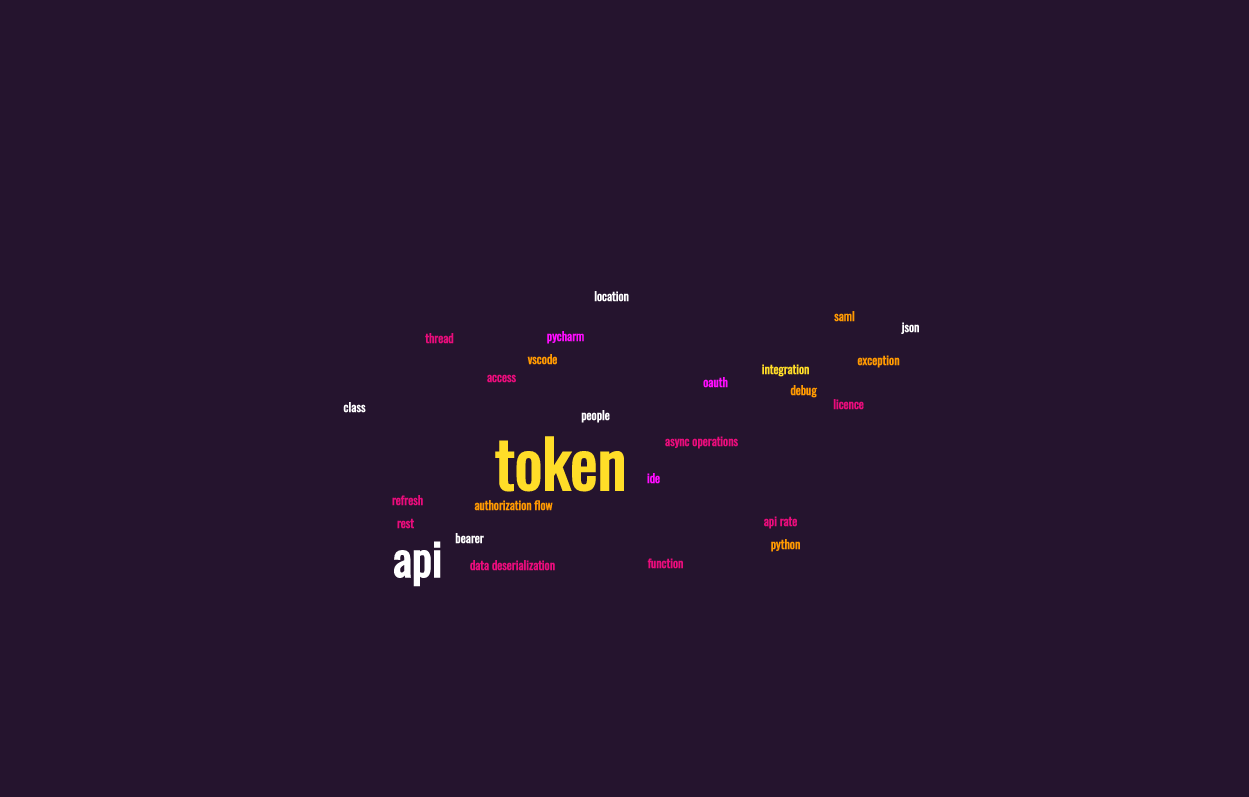 location
saml
json
thread
pycharm
vscode
exception
integration
access
oauth
debug
licence
class
people
async operations
token
ide
refresh
authorization flow
rest
api rate
bearer
python
api
data deserialization
function